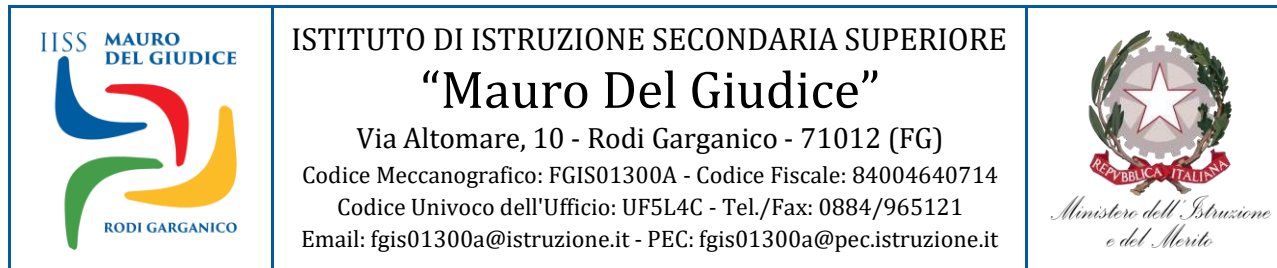 IISS MAURO
DEL GIUDICE
RODI GARGANICO
ISTITUTO DI ISTRUZIONE SECONDARIA SUPERIORE
“Mauro Del Giudice”
Via Altomare, 10 - Rodi Garganico - 71012 (FG)
Codice Meccanografico: FGIS01300A - Codice Fiscale: 84004640714
Codice Univoco dell'Ufficio: UF5L4C - Tel./Fax: 0884/965121
Email: fgis01300a@istruzione.it - PEC: fgis01300a@pec.istruzione.it
REPVBBLICA ITALIANA
Ministero dell'Istruzione
e del Merito